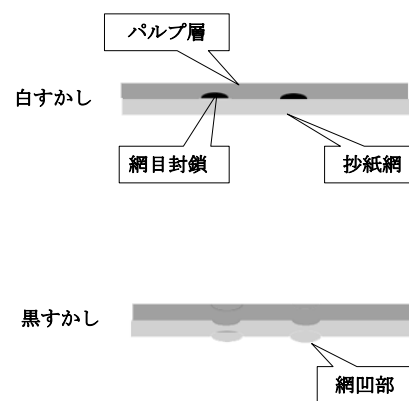 パルプ層
白すかし
網目封鎖
抄紙網
黒すかし
網凹部